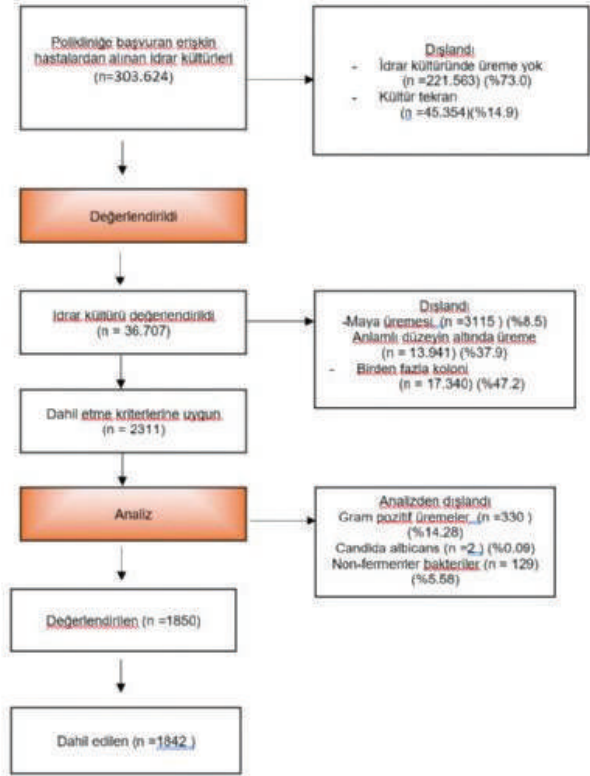 Polikliniğe başvuran erişkin
hastalardan alınan idrar kültürleri
(n=303.624)
Dışlandı
- İdrar kültüründe üreme yok
(n =221.563) (%73.0)
- Kültür tekrarı
(n =45.354)(%14.9)
Değerlendirildi
İdrar kültürü değerlendirildi
(n = 36.707)
Dışlandı
-Maya üremesi (n =3115 ) (%8.5)
Anlamlı düzeyin altında üreme
(n = 13.941) (%37.9)
- Birden fazla koloni
(n = 17.340) (%47.2)
Dahil etme kriterlerine uygun
(n = 2311)
Analiz
Analizden dışlandı
Gram pozitif üremeler (n =330 )
(%14.28)
Candida albicans (n =2 ) (%0.09)
Non-fermenter bakteriler (n = 129)
(%5.58)
Değerlendirilen (n =1850)
Dahil edilen (n =1842 )